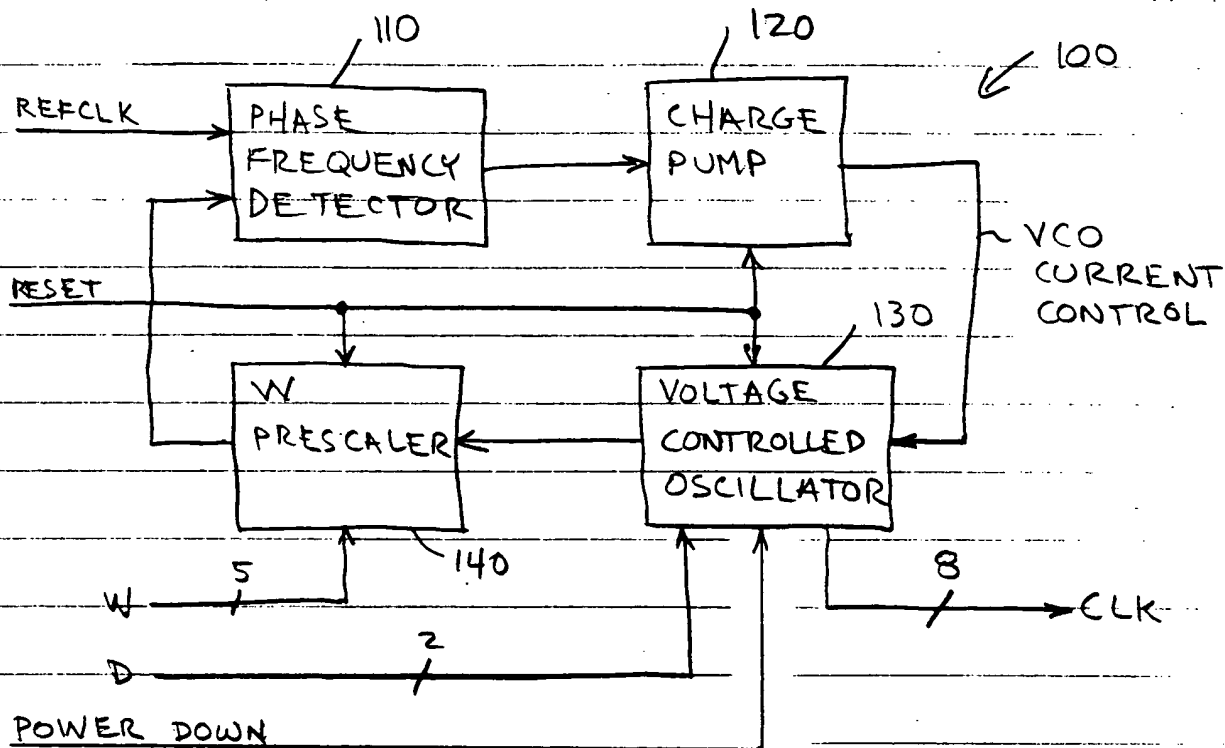 110
120
100
REFCLK
PHASE
FREQUENCY
DETECTOR
CHARGE
PUMP
VCO
CURRENT
CONTROL
RESET
130
W
PRESCALER
VOLTAGE
CONTROLLED
OSCILLATOR
140
5
W
8
CLK
2
D
POWER DOWN